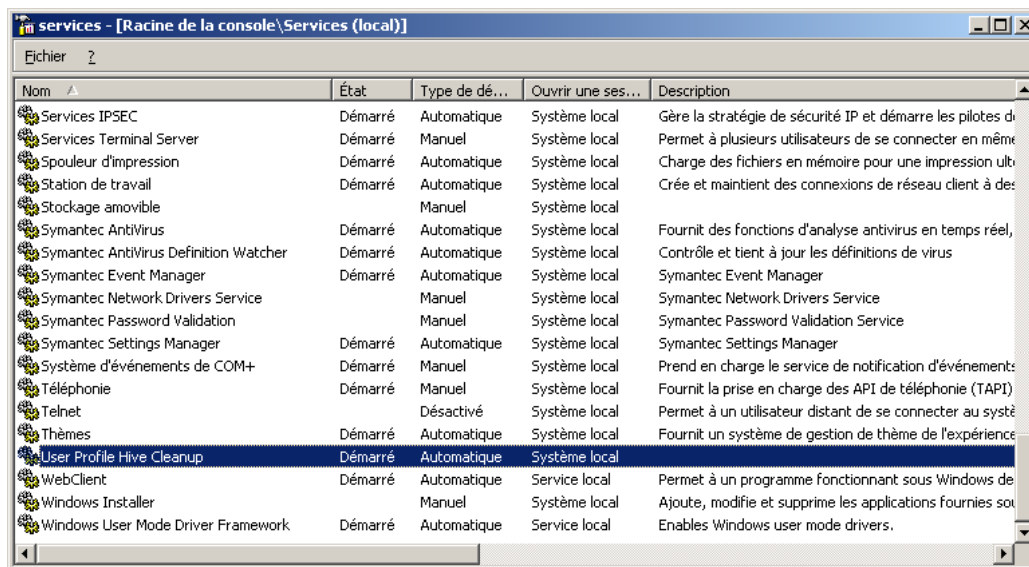 services - [Racine de la console\Services (local)]
Fichier ?
Nom État Type de dé... Ouvrir une ses... Description
Services IPSEC Démarré Automatique Système local Gère la stratégie de sécurité IP et démarre les pilotes
Services Terminal Server Démarré Manuel Système local Permet à plusieurs utilisateurs de se connecter en même
Spouleur d'impression Démarré Automatique Système local Charge des fichiers en mémoire pour une impression ult
Station de travail Démarré Automatique Système local Crée et maintient des connexions de réseau client à des
Stockage amovible Manuel Système local
Symantec AntiVirus Démarré Automatique Système local Fournit des fonctions d'analyse antivirus en temps réel,
Symantec AntiVirus Definition Watcher Démarré Automatique Système local Contrôle et tient à jour les définitions de virus
Symantec Event Manager Démarré Automatique Système local Symantec Event Manager
Symantec Network Drivers Service Manuel Système local Symantec Network Drivers Service
Symantec Password Validation Manuel Système local Symantec Password Validation Service
Symantec Settings Manager Démarré Automatique Système local Symantec Settings Manager
Système d'événements de COM+ Démarré Manuel Système local Prend en charge le service de notification d'événements
Téléphonie Démarré Manuel Système local Fournit la prise en charge des API de téléphonie (TAPI)
Telnet Désactivé Système local Permet à un utilisateur distant de se connecter au systè
Thèmes Démarré Automatique Système local Fournit un système de gestion de thème de l'expérience
User Profile Hive Cleanup Démarré Automatique Système local
WebClient Démarré Automatique Service local Permet à un programme fonctionnant sous Windows de
Windows Installer Manuel Système local Ajoute, modifie et supprime les applications fournies sou
Windows User Mode Driver Framework Démarré Automatique Service local Enables Windows user mode drivers.